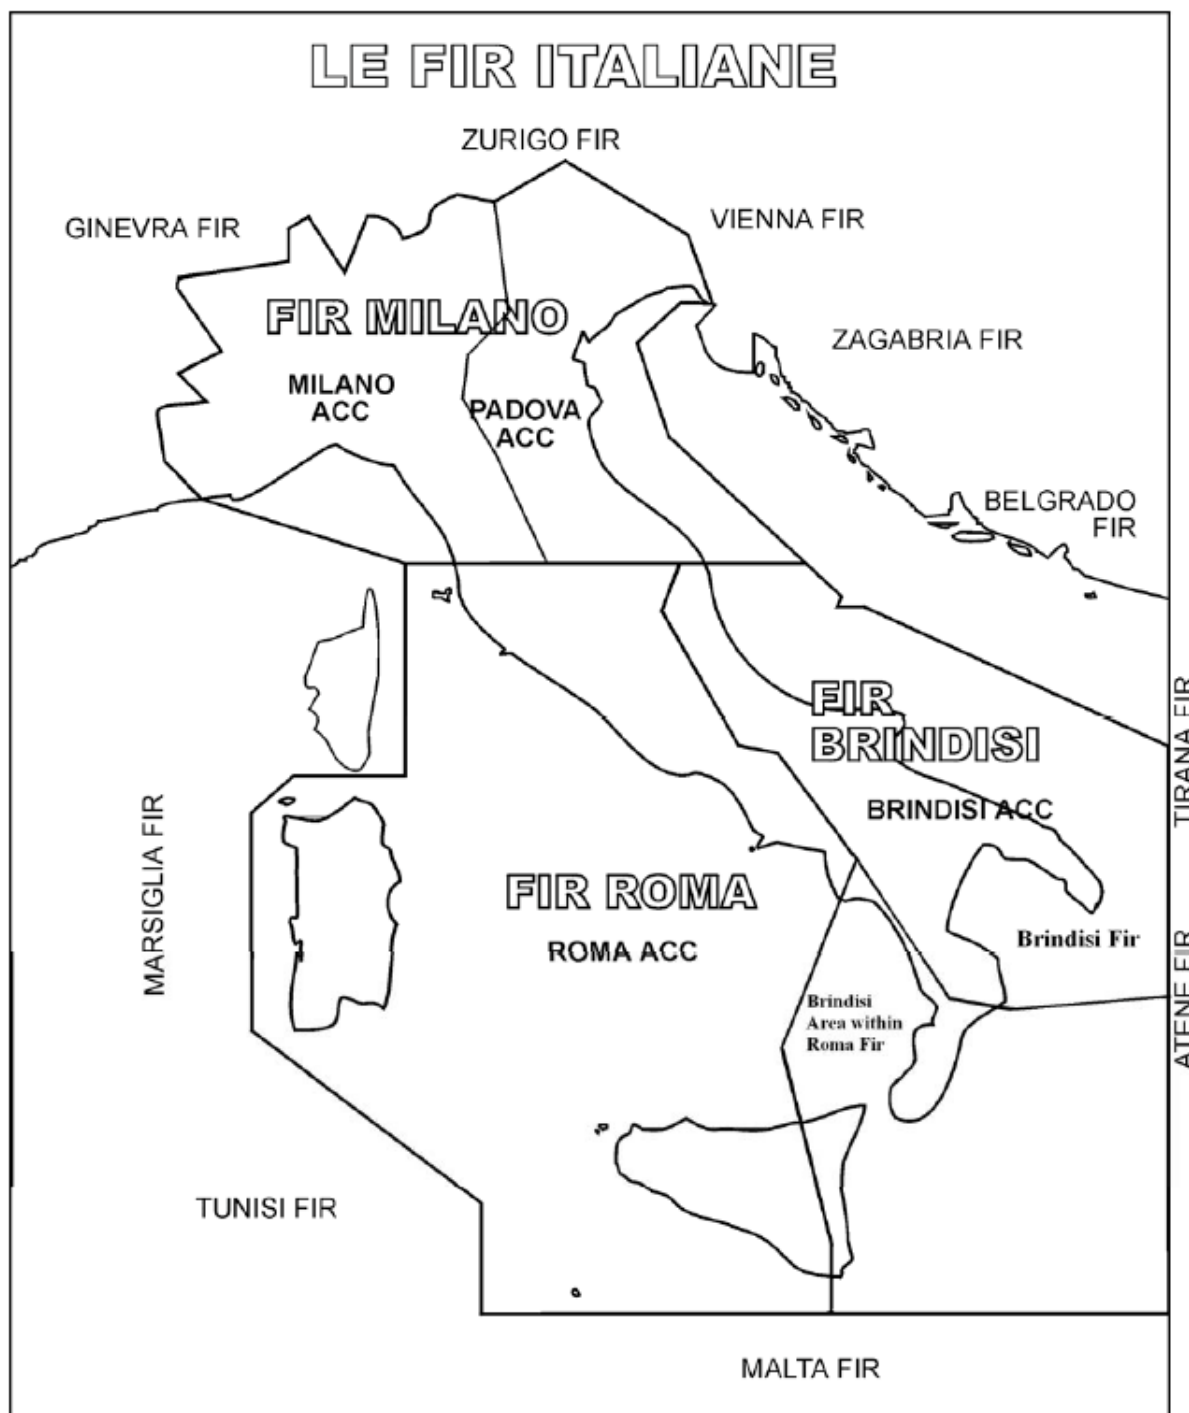 LE FIR ITALIANE
ZURIGO FIR
GINEVRA FIR
VIENNA FIR
FIR MILANO
ZAGABRIA FIR
MILANO
ACC
PADOVA
ACC
BELGRADO
FIR
FIR
BRINDISI
TIRANA FIR
BRINDISI ACC
MARSIGLIA FIR
FIR ROMA
ROMA ACC
Brindisi Fir
ATENE FIR
Brindisi
Area within
Roma Fir
TUNISI FIR
MALTA FIR